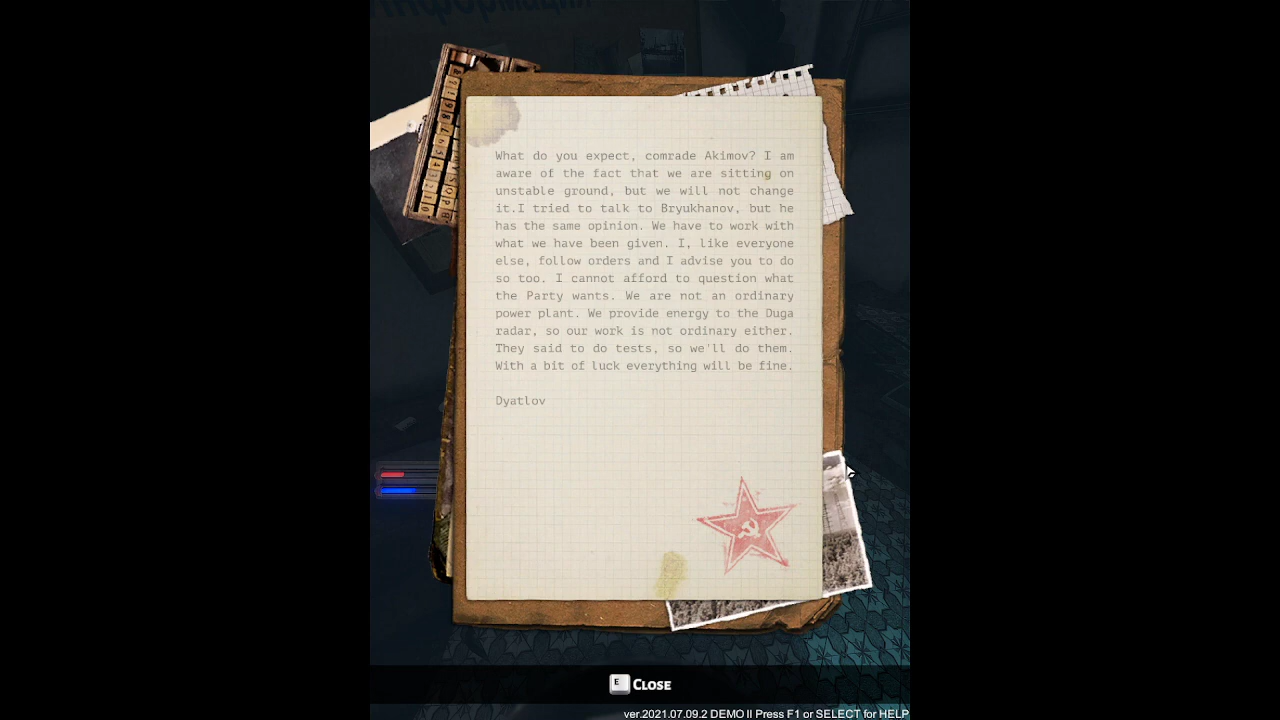 Информация
What do you expect, comrade Akimov? I am
aware of the fact that we are sitting on
unstable ground, but we will not change
it.I tried to talk to Bryukhanov, but he
has the same opinion. We have to work with
what we have been given. I, like everyone
else, follow orders and I advise you to do
so too. I cannot afford to question what
the Party wants. We are not an ordinary
power plant. We provide energy to the Duga
radar, so our work is not ordinary either.
They said to do tests, so we'll do them.
With a bit of luck everything will be fine.
Dyatlov
E CLOSE
ver.2021.07.09.2 DEMO II Press F1 or SELECT for HELP